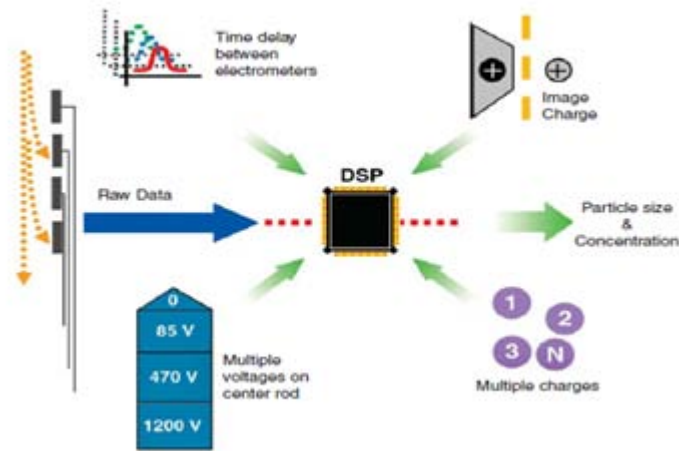 Time delay
between
electrometers
Image
Charge
DSP
Raw Data
Particle size
&
Concentration
0
85 V
470 V
1200 V
Multiple
voltages on
center rod
1
2
3
N
Multiple charges